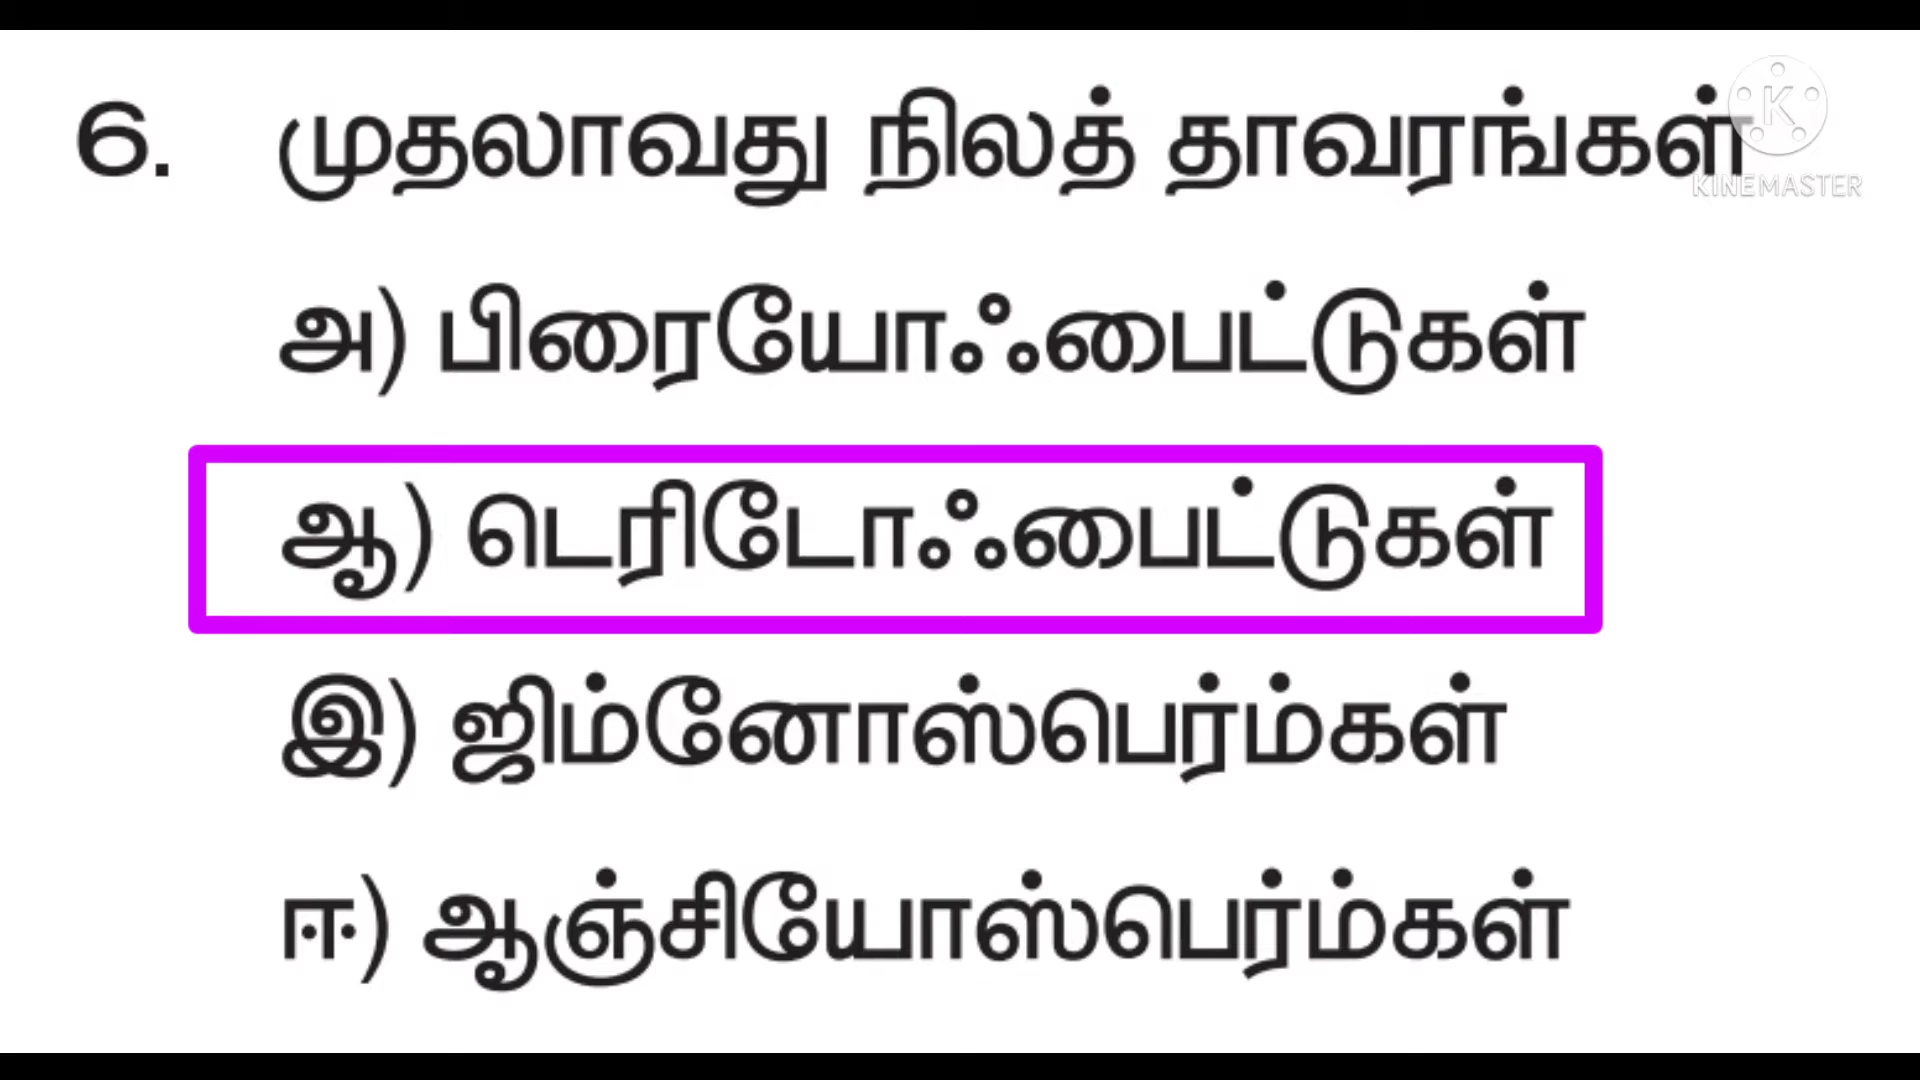 6. முதலாவது நிலத் தாவரங்கள்
KINEMASTER
அ) பிரையோஃபைட்டுகள்
ஆ) டெரிடோஃபைட்டுகள்
இ) ஜிம்னோஸ்பெர்ம்கள்
ஈ) ஆஞ்சியோஸ்பெர்ம்கள்